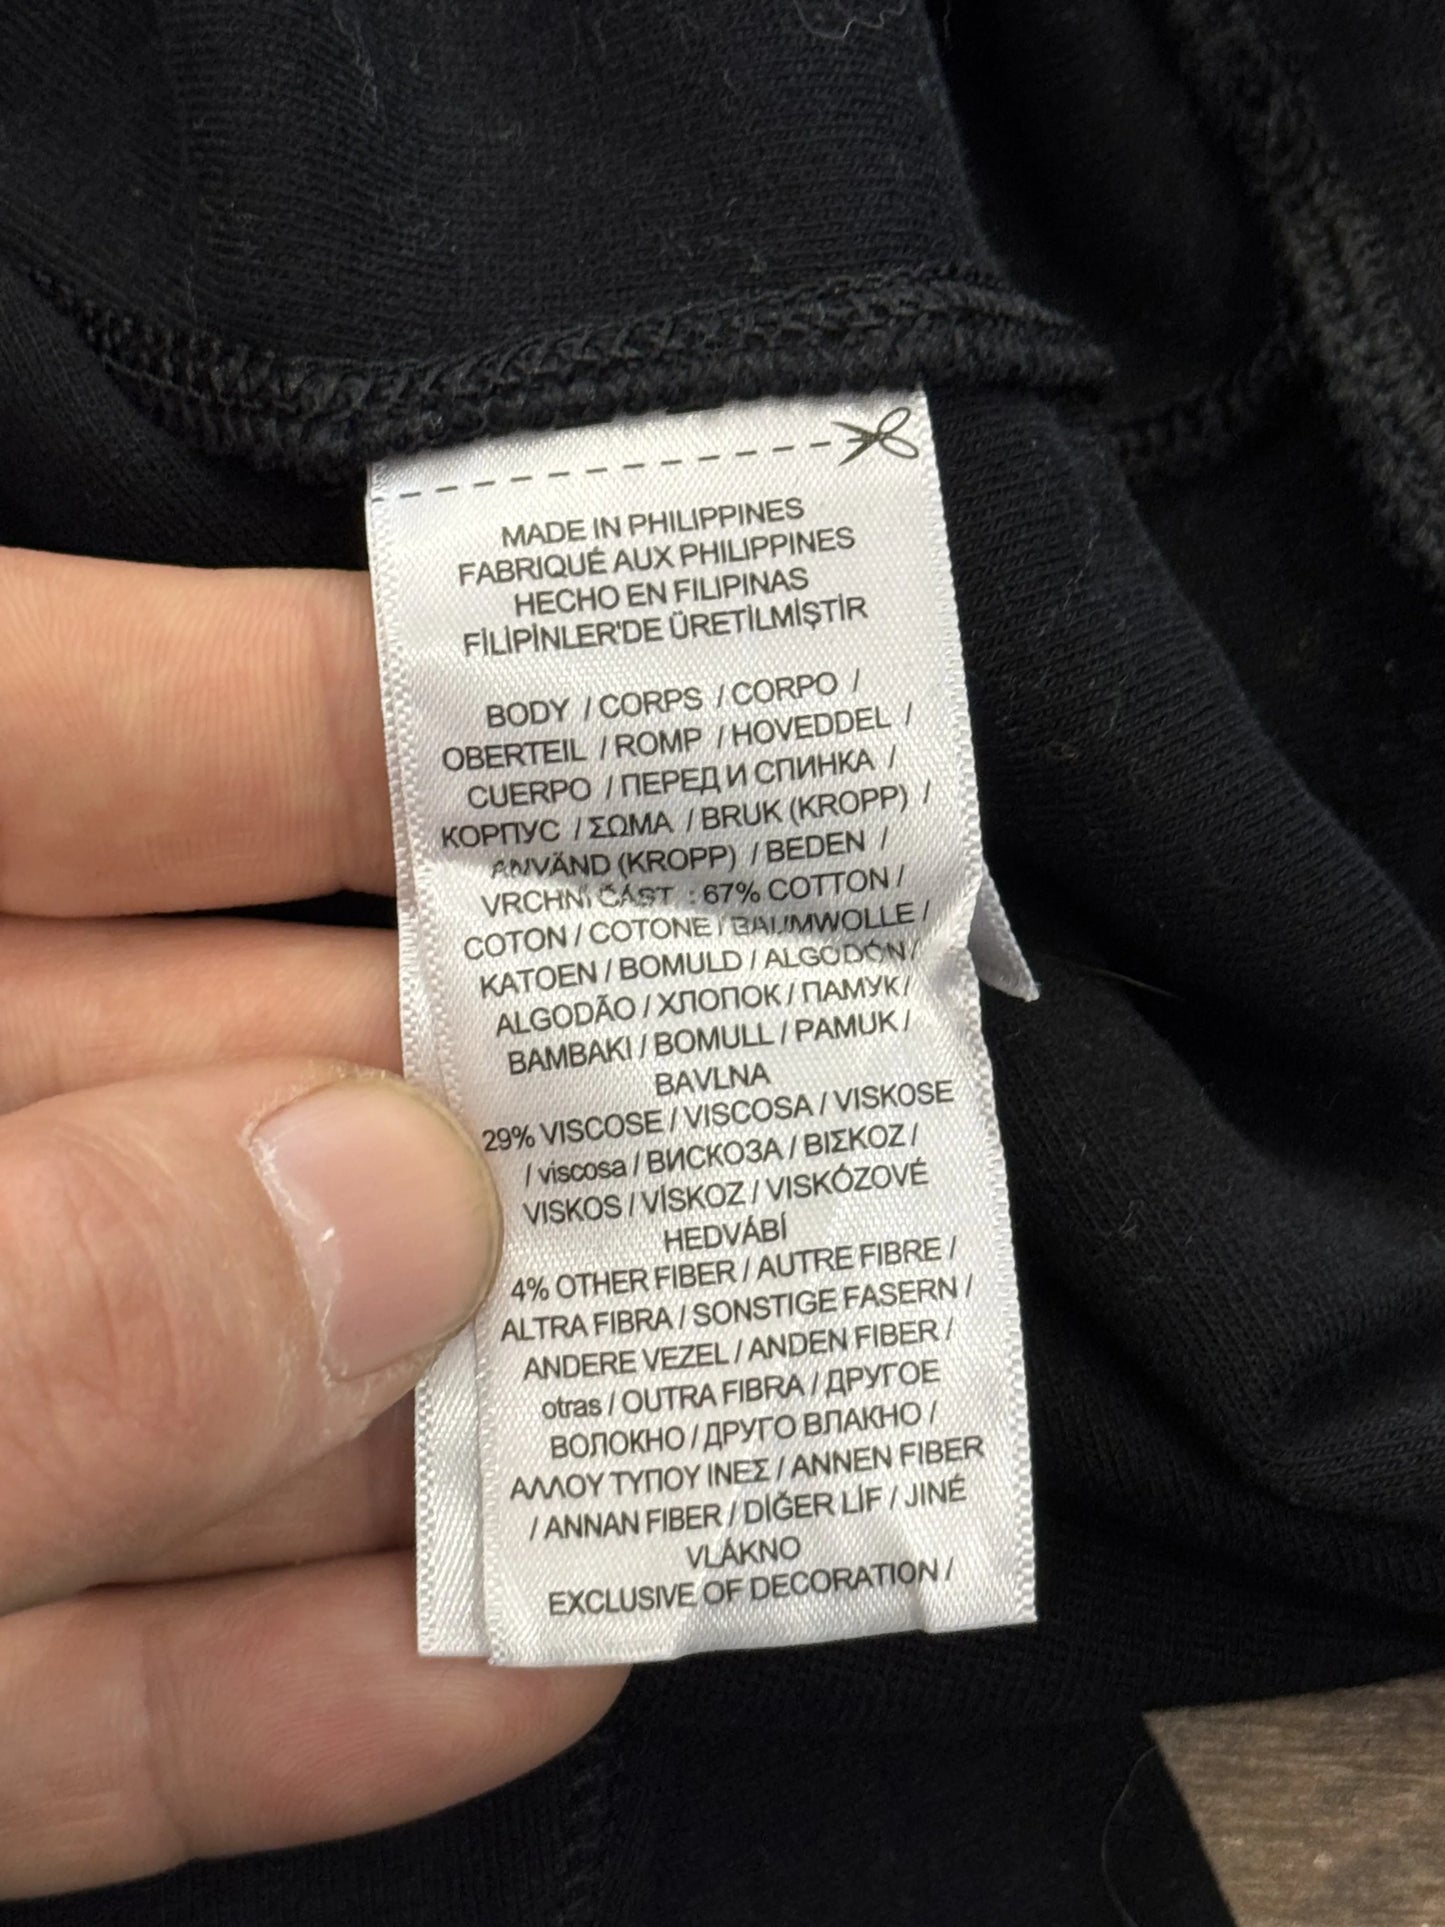 MADE IN PHILIPPINES
FABRIQUÉ AUX PHILIPPINES
HECHO EN FILIPINAS
FİLİPİNLER'DE ÜRETİLMİŞTİR
BODY / CORPS / CORPO /
OBERTEIL / ROMP / HOVEDDEL /
CUERPO / ПЕРЕД И СПИНКА /
КОРПУС / ΣΩΜΑ / BRUK (KROPP) /
ANVÄND (KROPP) / BEDEN /
VRCHNÍ ČÁST : 67% COTTON /
COTON / COTONE / BAUMWOLLE /
KATOEN / BOMULD / ALGODÓN /
ALGODÃO / ХЛОПОК / ПАМУК /
BAMBAKI / BOMULL / PAMUK /
BAVLNA
29% VISCOSE / VISCOSA / VISKOSE
/ viscosa / ВИСКОЗА / ΒΙΣΚΟΖ /
VISKOS / VİSKOZ / VISKÓZOVÉ
HEDVÁBÍ
4% OTHER FIBER / AUTRE FIBRE /
ALTRA FIBRA / SONSTIGE FASERN /
ANDERE VEZEL / ANDEN FIBER /
otras / OUTRA FIBRA / ДРУГОЕ
ВОЛОКНО / ДРУГО ВЛАКНО /
ΑΛΛΟΥ ΤΥΠΟΥ ΙΝΕΣ / ANNEN FIBER
/ ANNAN FIBER / DİĞER LİF / JINÉ
VLÁKNO
EXCLUSIVE OF DECORATION /